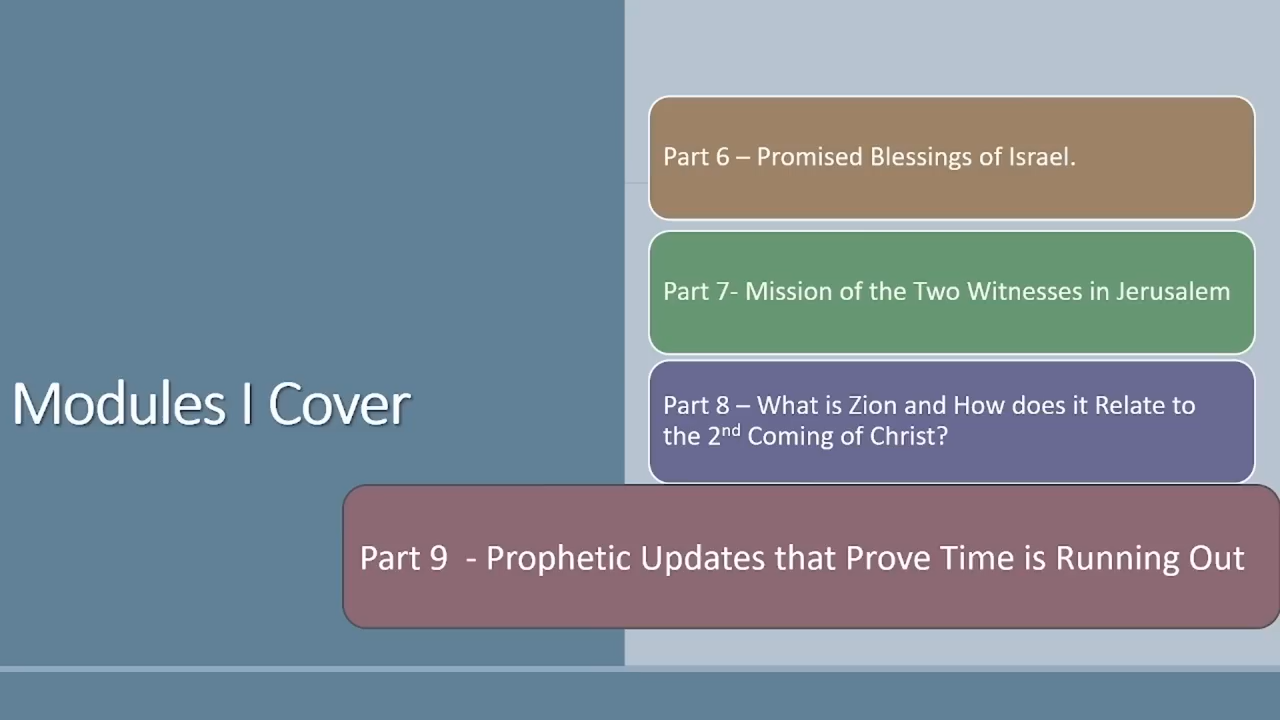 Modules I Cover
Part 6 – Promised Blessings of Israel.
Part 7- Mission of the Two Witnesses in Jerusalem
Part 8 – What is Zion and How does it Relate to
the 2nd Coming of Christ?
Part 9  - Prophetic Updates that Prove Time is Running Out